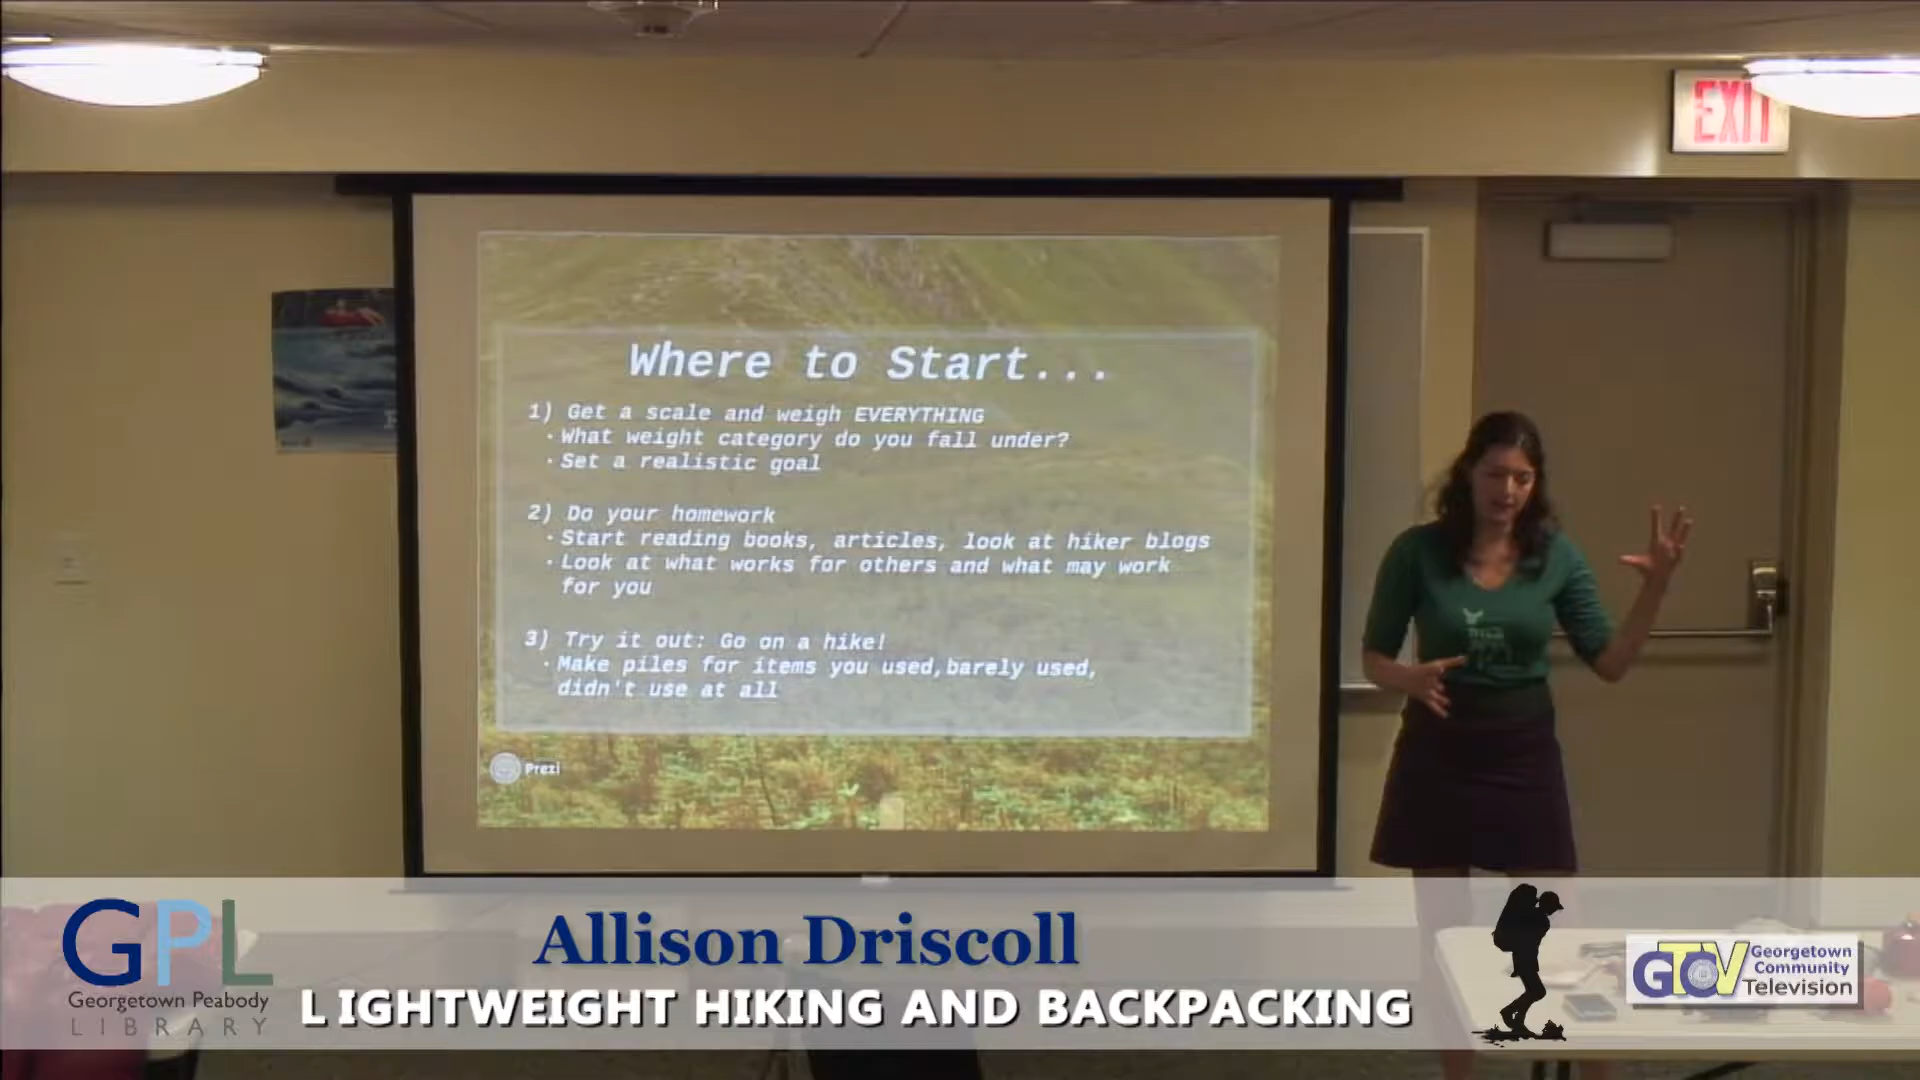 EXIT
Where to Start...
1) Get a scale and weigh EVERYTHING
· What weight category do you fall under?
· Set a realistic goal
2) Do your homework
· Start reading books, articles, look at hiker blogs
· Look at what works for others and what may work
for you
3) Try it out: Go on a hike!
· Make piles for items you used, barely used,
didn't use at all
Prezi
GPL
Georgetown Peabody
LIBRARY
Allison Driscoll
LIGHTWEIGHT HIKING AND BACKPACKING
GCTV
Georgetown
Community
Television